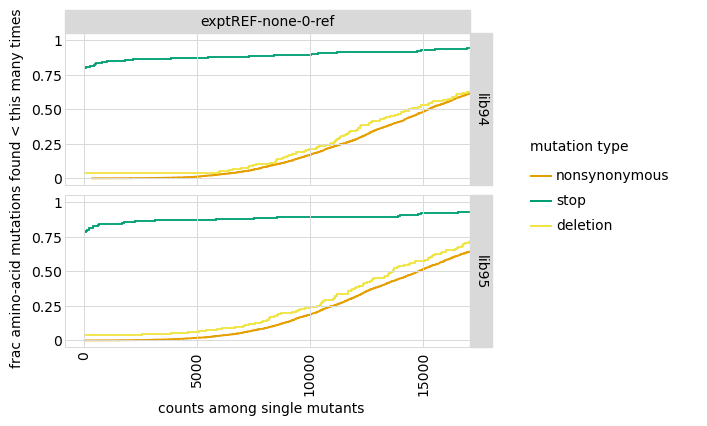 exptREF-none-0-ref
frac amino-acid mutations found < this many times
1
0.75
0.50
0.25
0
lib94
1
0.75
0.50
0.25
0
lib95
0
5000
10000
15000
counts among single mutants
mutation type
nonsynonymous
stop
deletion